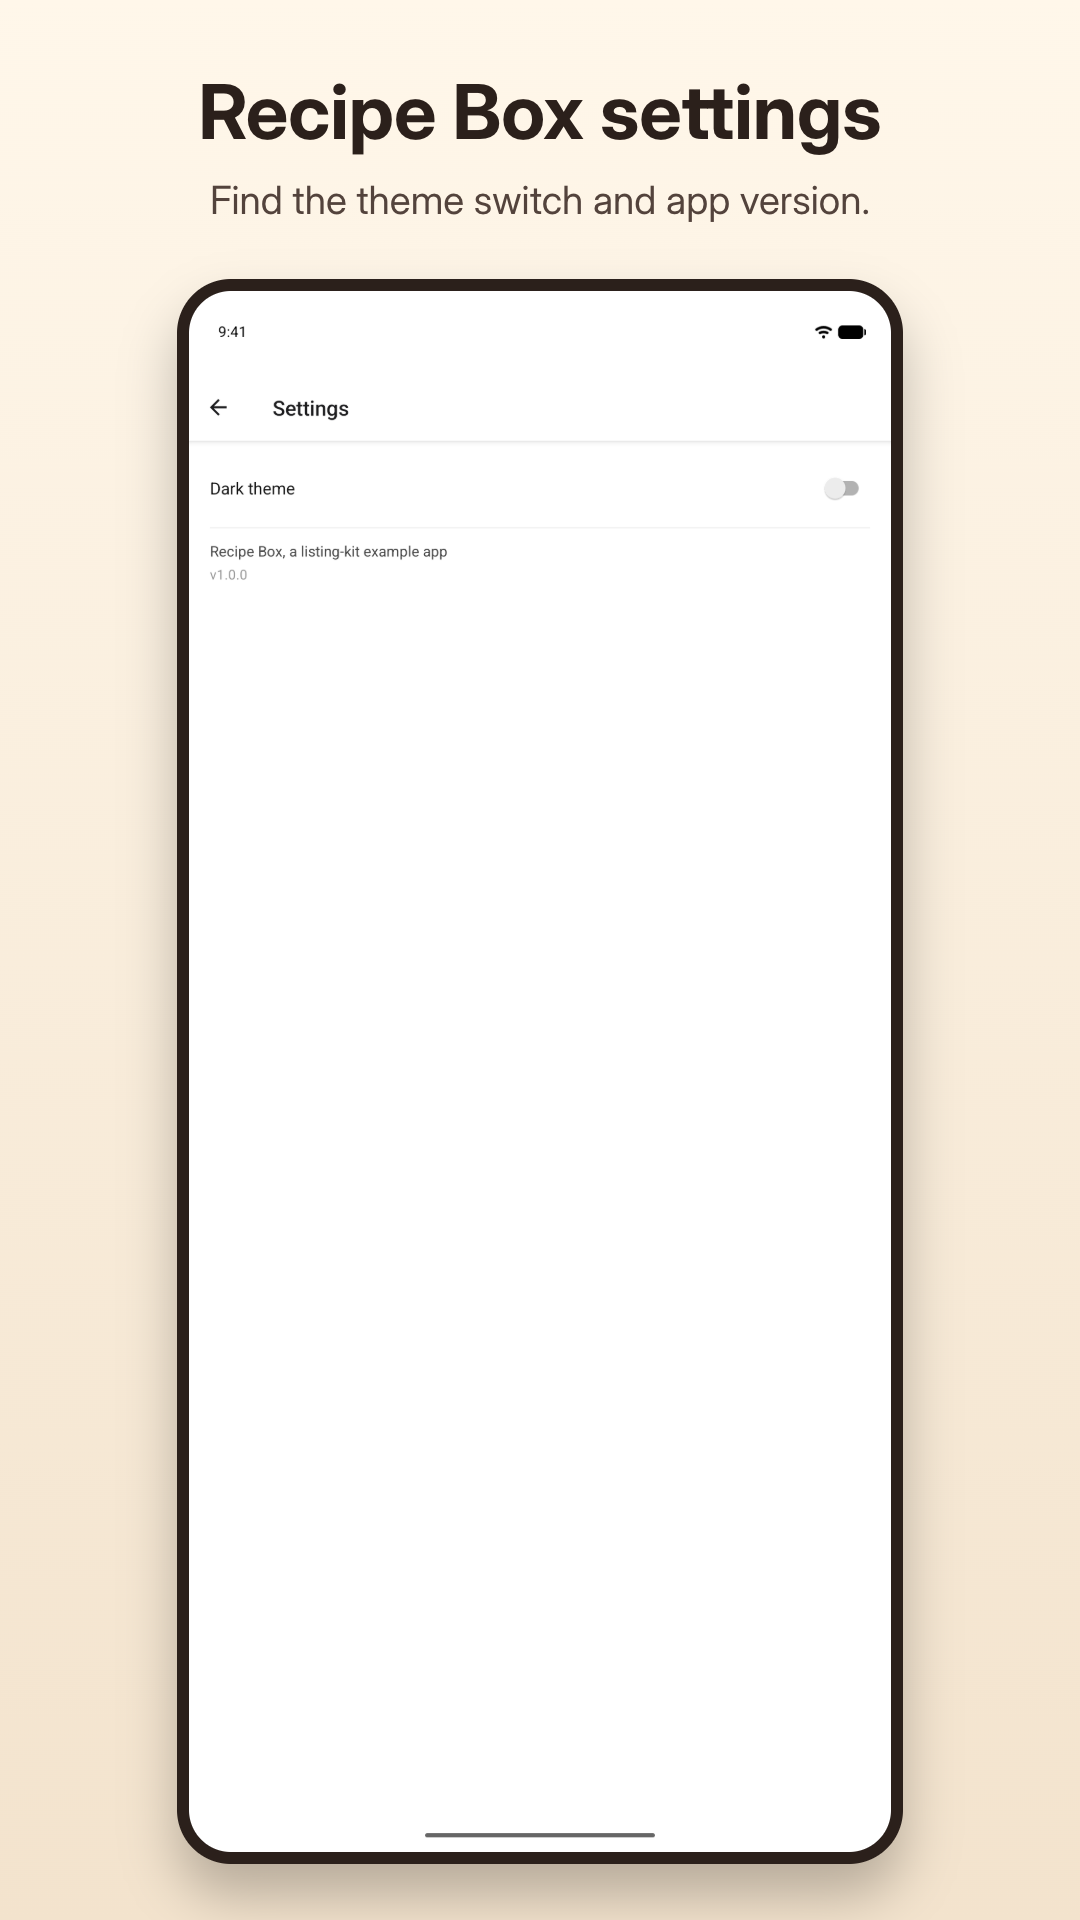 Recipe Box settings
Find the theme switch and app version.
9:41
Settings
Dark theme
Recipe Box, a listing-kit example app
v1.0.0